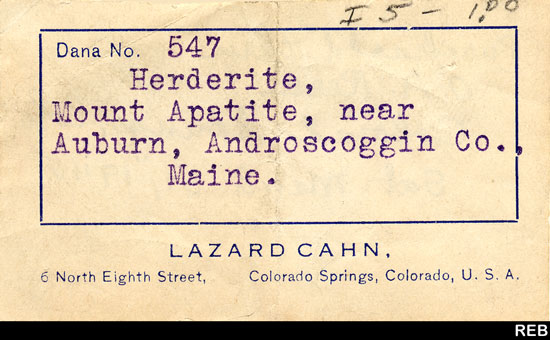 I 5 - 1.00
Dana No. 547
Herderite,
Mount Apatite, near
Auburn, Androscoggin Co.,
Maine.
LAZARD CAHN,
6 North Eighth Street, Colorado Springs, Colorado, U. S. A.
REB